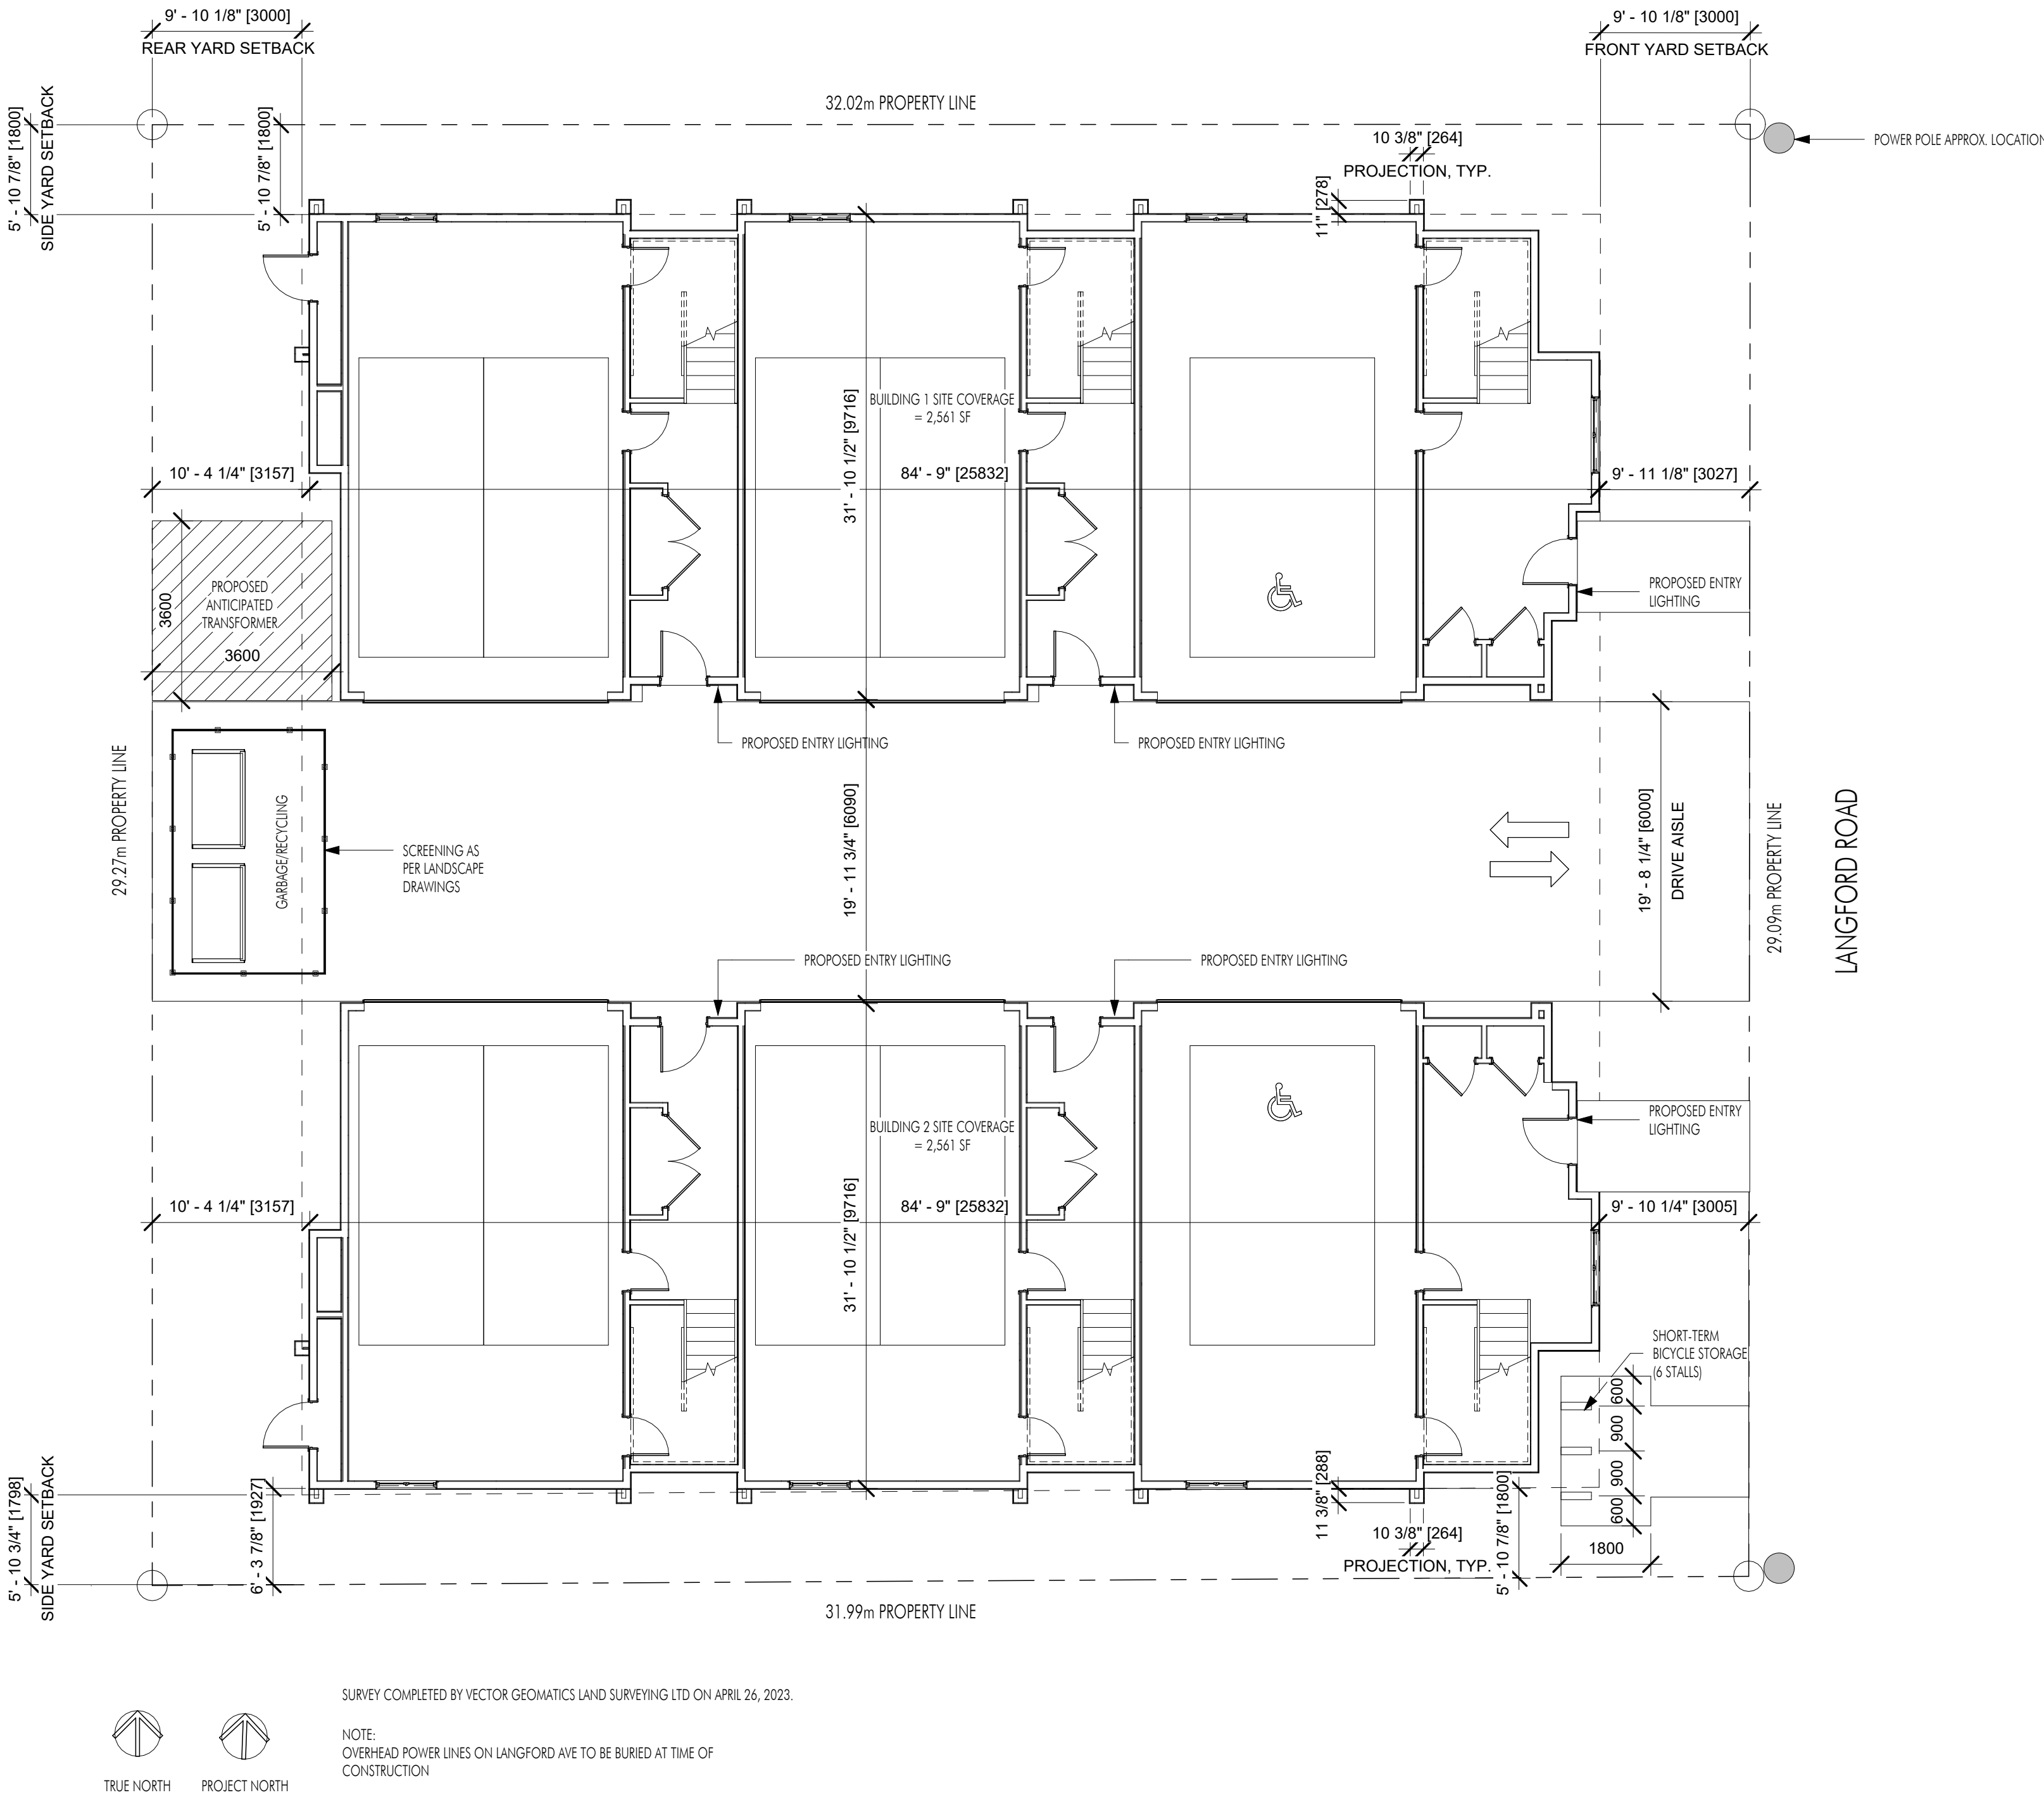 9' - 10 1/8" [3000]
REAR YARD SETBACK
9' - 10 1/8" [3000]
FRONT YARD SETBACK
5' - 10 7/8" [1800]
SIDE YARD SETBACK
5' - 10 7/8" [1800]
32.02m PROPERTY LINE
10 3/8" [264]
PROJECTION, TYP.
11" [278]
POWER POLE APPROX. LOCATION
BUILDING 1 SITE COVERAGE
= 2,561 SF
31' - 10 1/2" [9716]
10' - 4 1/4" [3157]
84' - 9" [25832]
9' - 11 1/8" [3027]
PROPOSED
ANTICIPATED
TRANSFORMER
3600
3600
PROPOSED ENTRY
LIGHTING
PROPOSED ENTRY LIGHTING
PROPOSED ENTRY LIGHTING
29.27m PROPERTY LINE
GARBAGE/RECYCLING
SCREENING AS
PER LANDSCAPE
DRAWINGS
19' - 11 3/4" [6090]
19' - 8 1/4" [6000]
DRIVE AISLE
29.09m PROPERTY LINE
LANGFORD ROAD
PROPOSED ENTRY LIGHTING
PROPOSED ENTRY LIGHTING
BUILDING 2 SITE COVERAGE
= 2,561 SF
PROPOSED ENTRY
LIGHTING
10' - 4 1/4" [3157]
31' - 10 1/2" [9716]
84' - 9" [25832]
9' - 10 1/4" [3005]
SHORT-TERM
BICYCLE STORAGE
(6 STALLS)
600
900
900
600
1800
5' - 10 3/4" [1798]
SIDE YARD SETBACK
6' - 3 7/8" [1927]
11 3/8" [288]
10 3/8" [264]
PROJECTION, TYP.
5' - 10 7/8" [1800]
31.99m PROPERTY LINE
SURVEY COMPLETED BY VECTOR GEOMATICS LAND SURVEYING LTD ON APRIL 26, 2023.
NOTE:
OVERHEAD POWER LINES ON LANGFORD AVE TO BE BURIED AT TIME OF
CONSTRUCTION
TRUE NORTH
PROJECT NORTH